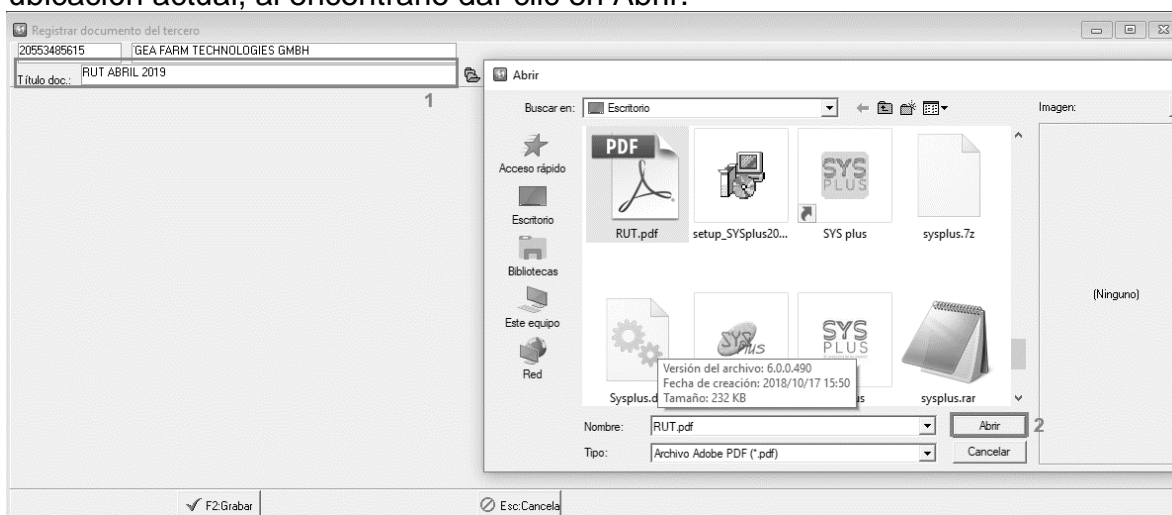 ubicación actual, al encontrarlo dar clic en Abrir.
Registrar documento del tercero
20553485615 GEA FARM TECHNOLOGIES GMBH
Título doc.: RUT ABRIL 2019
1
Abrir
Buscar en: Escritorio
Imagen:
Acceso rápido
Escritorio
Bibliotecas
Este equipo
Red
PDF
SYS
PLUS
RUT.pdf setup_SYSplus20... SYS plus sysplus.7z
SYSplus
SYS
PLUS
Versión del archivo: 6.0.0.490
Fecha de creación: 2018/10/17 15:50
Tamaño: 232 KB
sysplus.rar
(Ninguno)
Nombre: RUT.pdf Abrir 2
Tipo: Archivo Adobe PDF (*.pdf) Cancelar
F2:Grabar Esc:Cancela